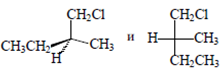 CH₂Cl
CH₃CH₂ H CH₃
и
CH₂Cl
H CH₃
CH₂CH₃